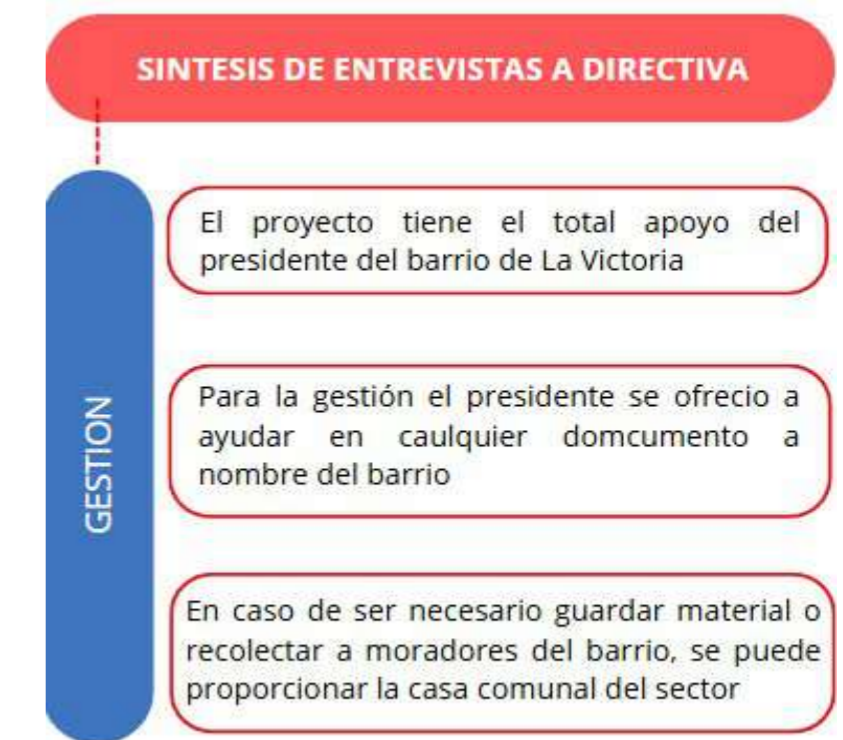 SINTESIS DE ENTREVISTAS A DIRECTIVA
GESTION
El proyecto tiene el total apoyo del
presidente del barrio de La Victoria
Para la gestión el presidente se ofrecio a
ayudar en caulquier domcumento a
nombre del barrio
En caso de ser necesario guardar material o
recolectar a moradores del barrio, se puede
proporcionar la casa comunal del sector